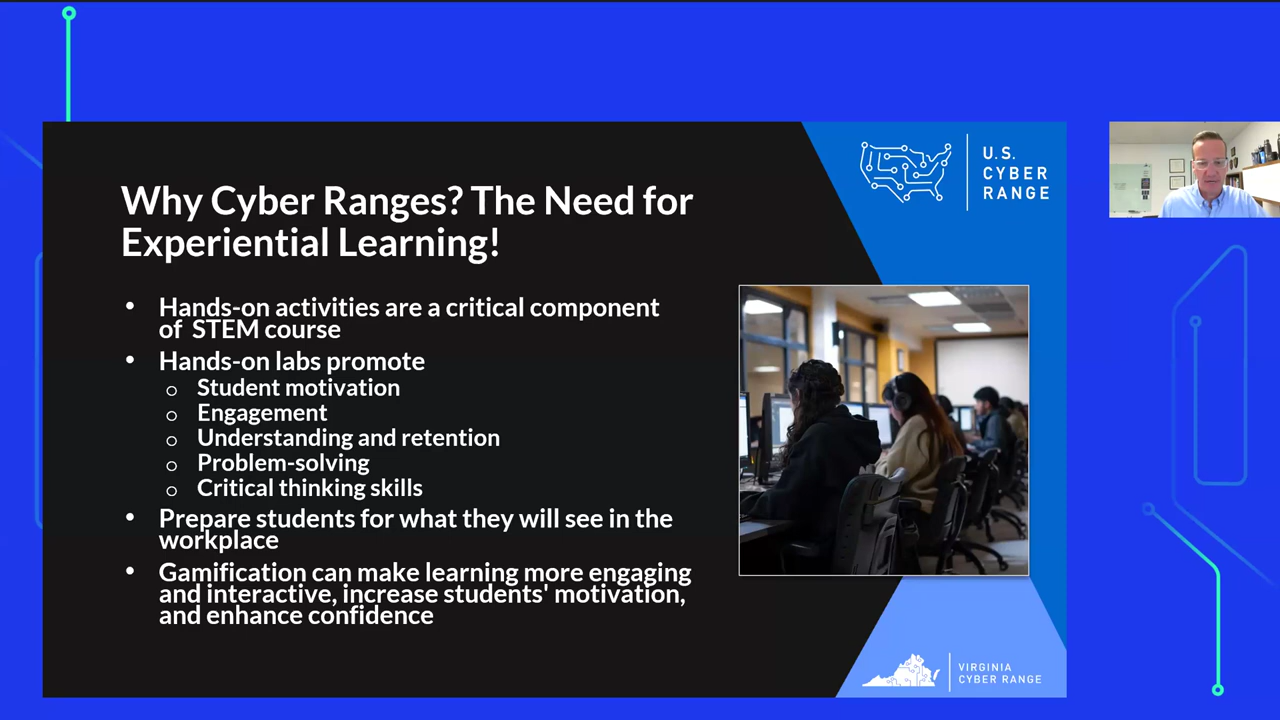 Why Cyber Ranges? The Need for
Experiential Learning!
• Hands-on activities are a critical component
of STEM course
• Hands-on labs promote
o Student motivation
o Engagement
o Understanding and retention
o Problem-solving
o Critical thinking skills
• Prepare students for what they will see in the
workplace
• Gamification can make learning more engaging
and interactive, increase students' motivation,
and enhance confidence
U.S.
CYBER
RANGE
VIRGINIA
CYBER RANGE